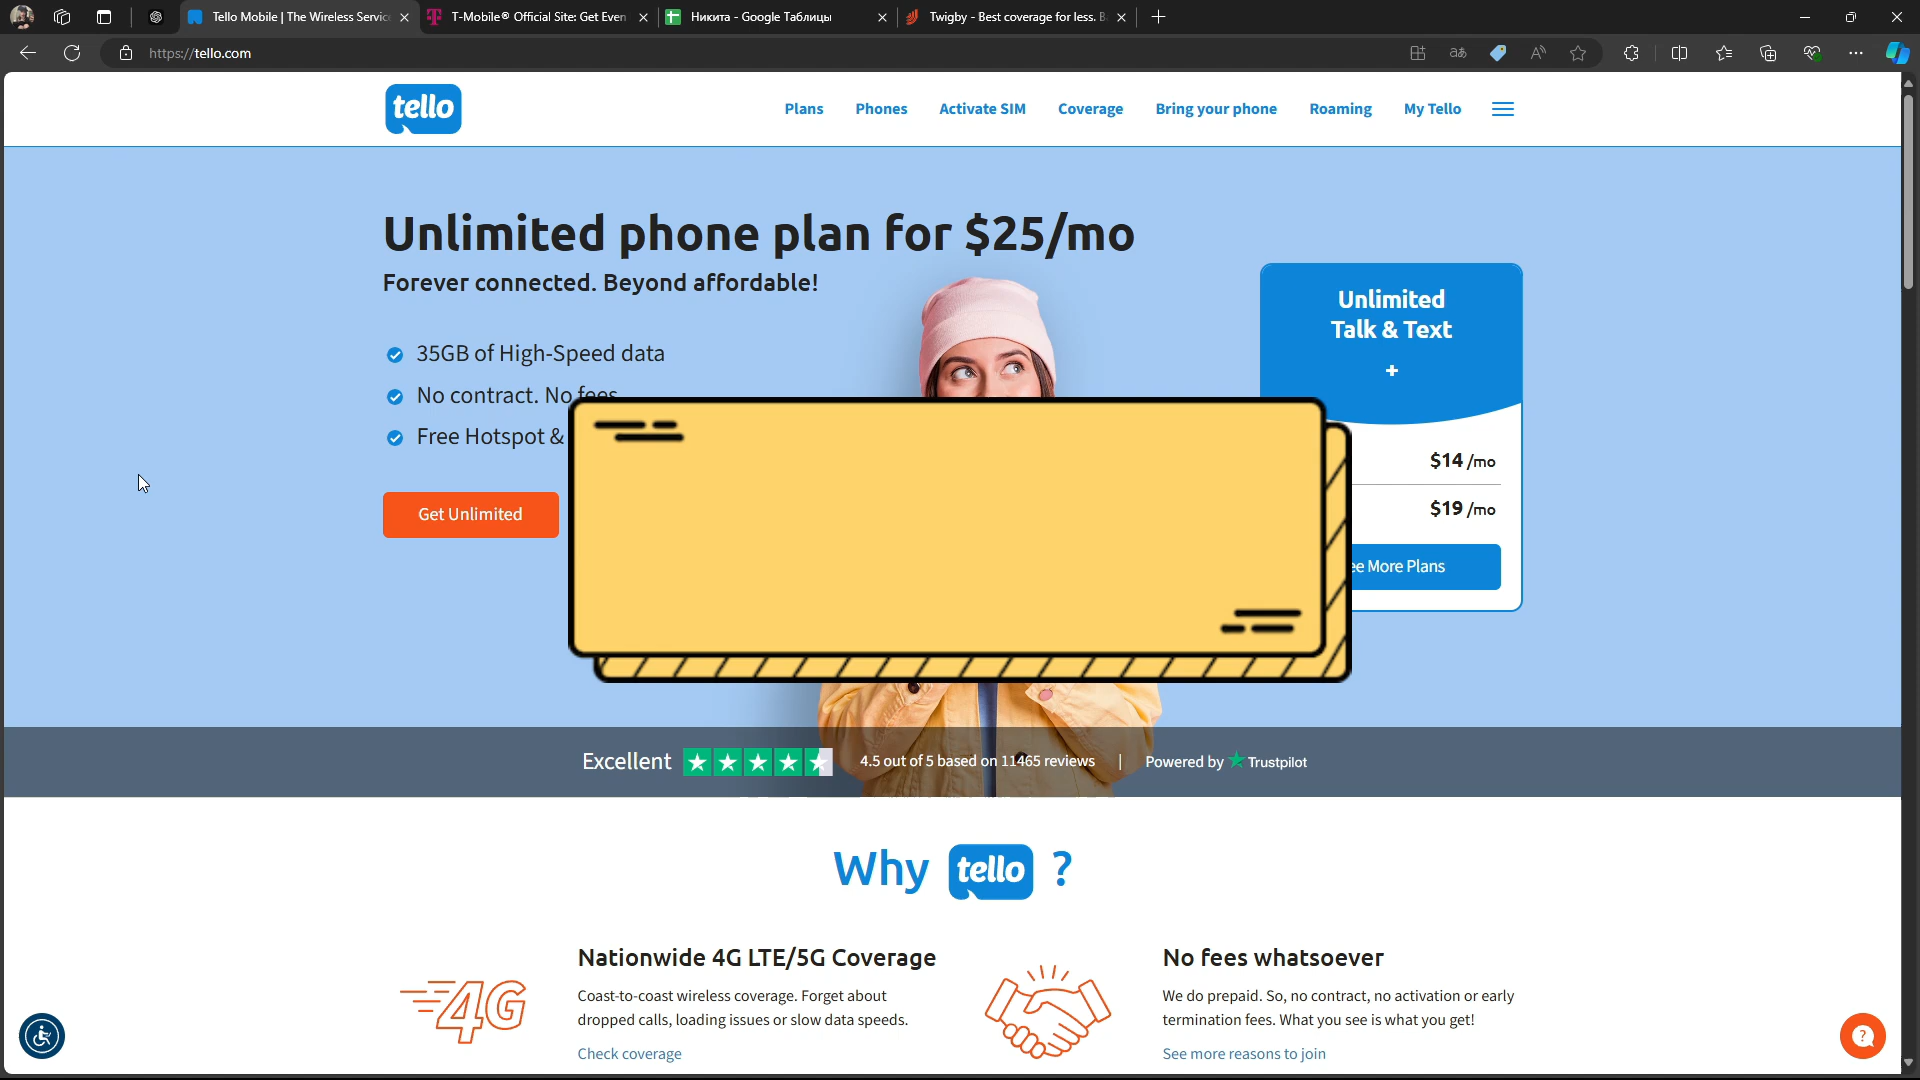 Tello Mobile | The Wireless Servic
T-Mobile® Official Site: Get Even
Никита - Google Таблицы
Twigby - Best coverage for less. B
https://tello.com
tello
Plans
Phones
Activate SIM
Coverage
Bring your phone
Roaming
My Tello
Unlimited phone plan for $25/mo
Forever connected. Beyond affordable!
35GB of High-Speed data
No contract. No fees
Free Hotspot &
Get Unlimited
Unlimited
Talk & Text
+
$14 /mo
$19 /mo
ee More Plans
Excellent
4.5 out of 5 based on 11465 reviews | Powered by Trustpilot
Why tello ?
4G
Nationwide 4G LTE/5G Coverage
Coast-to-coast wireless coverage. Forget about
dropped calls, loading issues or slow data speeds.
Check coverage
No fees whatsoever
We do prepaid. So, no contract, no activation or early
termination fees. What you see is what you get!
See more reasons to join